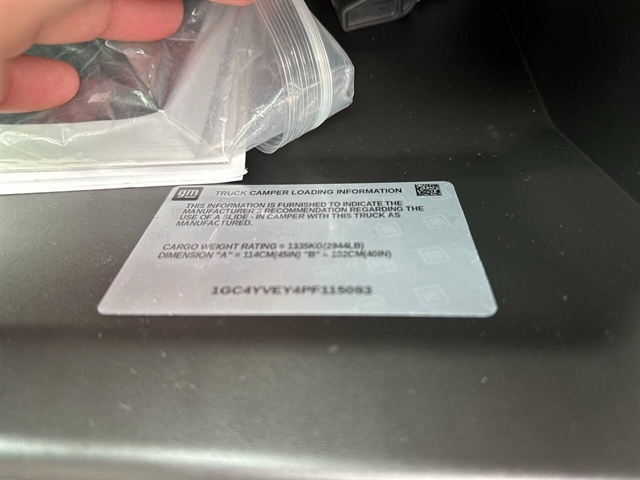 gm TRUCK CAMPER LOADING INFORMATION
THIS INFORMATION IS FURNISHED TO INDICATE THE
MANUFACTURER'S RECOMMENDATION REGARDING THE
USE OF A SLIDE - IN CAMPER WITH THIS TRUCK AS
MANUFACTURED.
CARGO WEIGHT RATING = 1335KG(2944LB)
DIMENSION "A" = 114CM(45IN) "B" = 102CM(40IN)
1GC4YVEY4PF115093